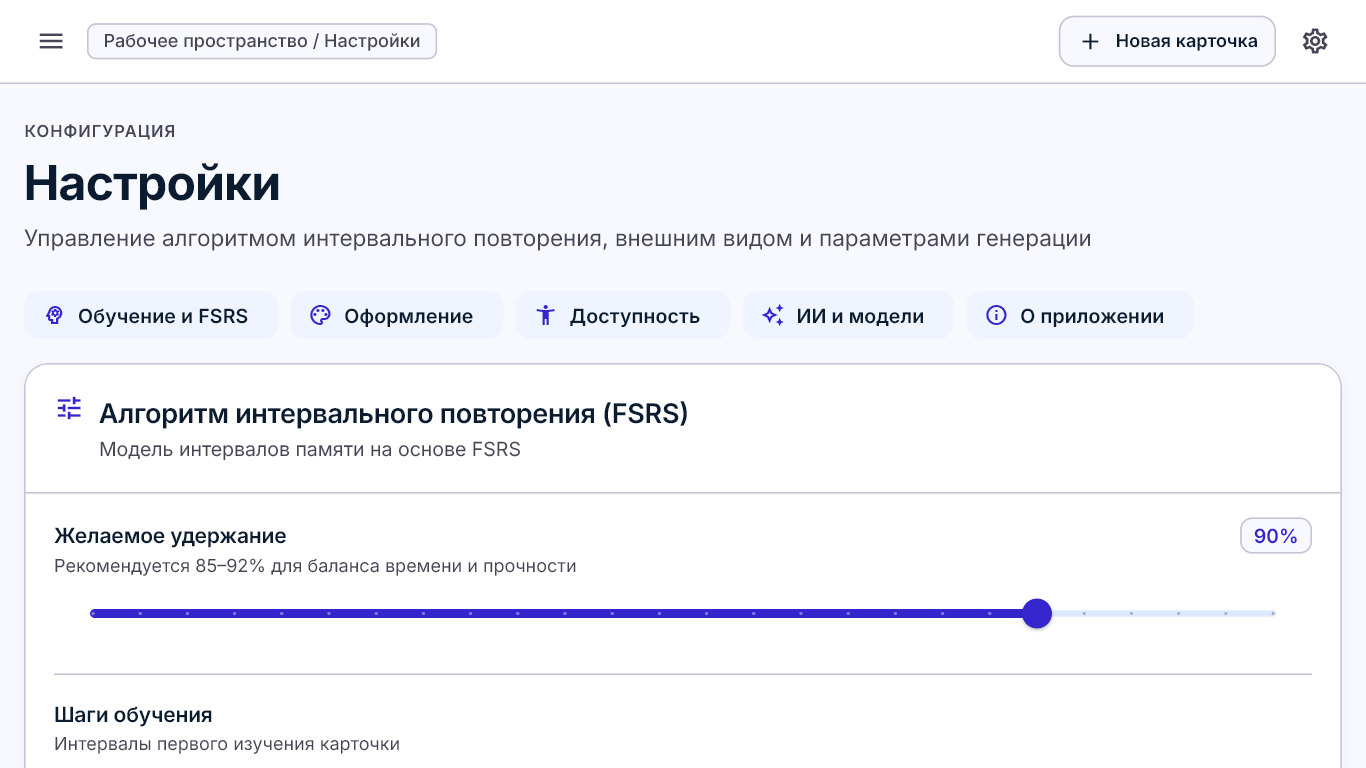 Рабочее пространство / Настройки
Новая карточка
КОНФИГУРАЦИЯ
Настройки
Управление алгоритмом интервального повторения, внешним видом и параметрами генерации
Обучение и FSRS
Оформление
Доступность
ИИ и модели
О приложении
Алгоритм интервального повторения (FSRS)
Модель интервалов памяти на основе FSRS
Желаемое удержание
90%
Рекомендуется 85–92% для баланса времени и прочности
Шаги обучения
Интервалы первого изучения карточки